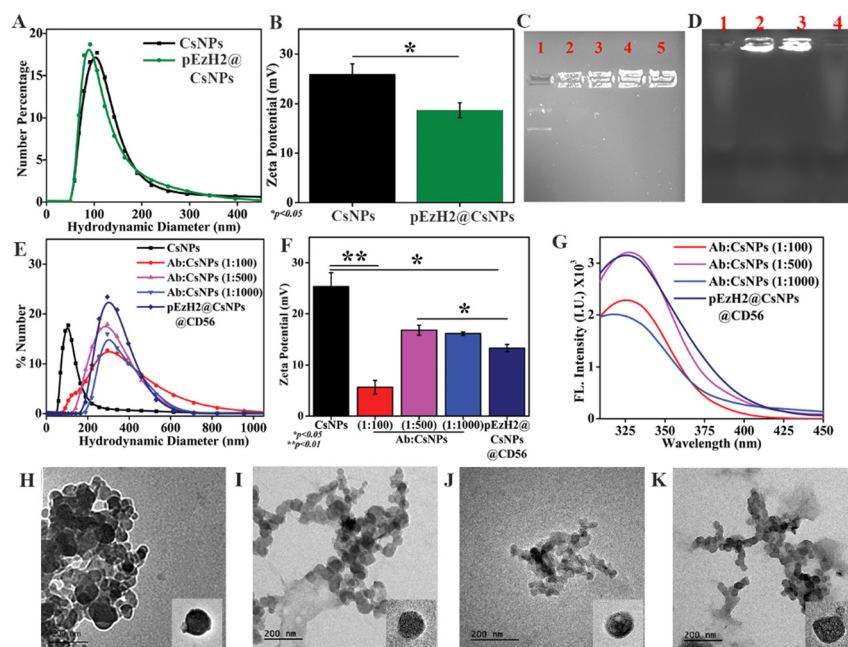 A
20
15
10
5
0
Number Percentage
CsNPs
pEzH2@
CsNPs
0 100 200 300 400
Hydrodynamic Diameter (nm)
B
30
20
10
0
Zeta Potential (mV)
*
*p<0.05
CsNPs pEzH2@CsNPs
C
1 2 3 4 5
D
1 2 3 4
E
30
20
10
0
% Number
CsNPs
Ab:CsNPs (1:100)
Ab:CsNPs (1:500)
Ab:CsNPs (1:1000)
pEzH2@CsNPs
@CD56
0 200 400 600 800 1000
Hydrodynamic Diameter (nm)
F
30
20
10
0
Zeta Potential (mV)
**
*
*
CsNPs (1:100) (1:500) (1:1000) pEzH2@
CsNPs
@CD56
Ab:CsNPs
*p<0.05
**p<0.01
G
3
2
1
0
FL. Intensity (I.U.) X10³
Ab:CsNPs (1:100)
Ab:CsNPs (1:500)
Ab:CsNPs (1:1000)
pEzH2@CsNPs
@CD56
325 350 375 400 425 450
Wavelength (nm)
H
200 nm
I
200 nm
J
200 nm
K
200 nm